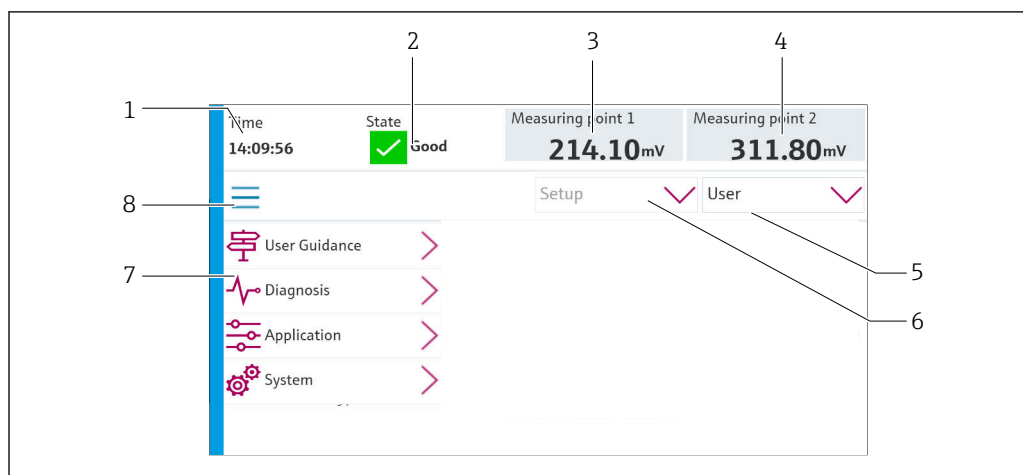 2 3 4
1
Time State Measuring point 1 Measuring point 2
14:09:56 Good 214.10mV 311.80mV
8 Setup User
User Guidance
7 Diagnosis 5
Application 6
System